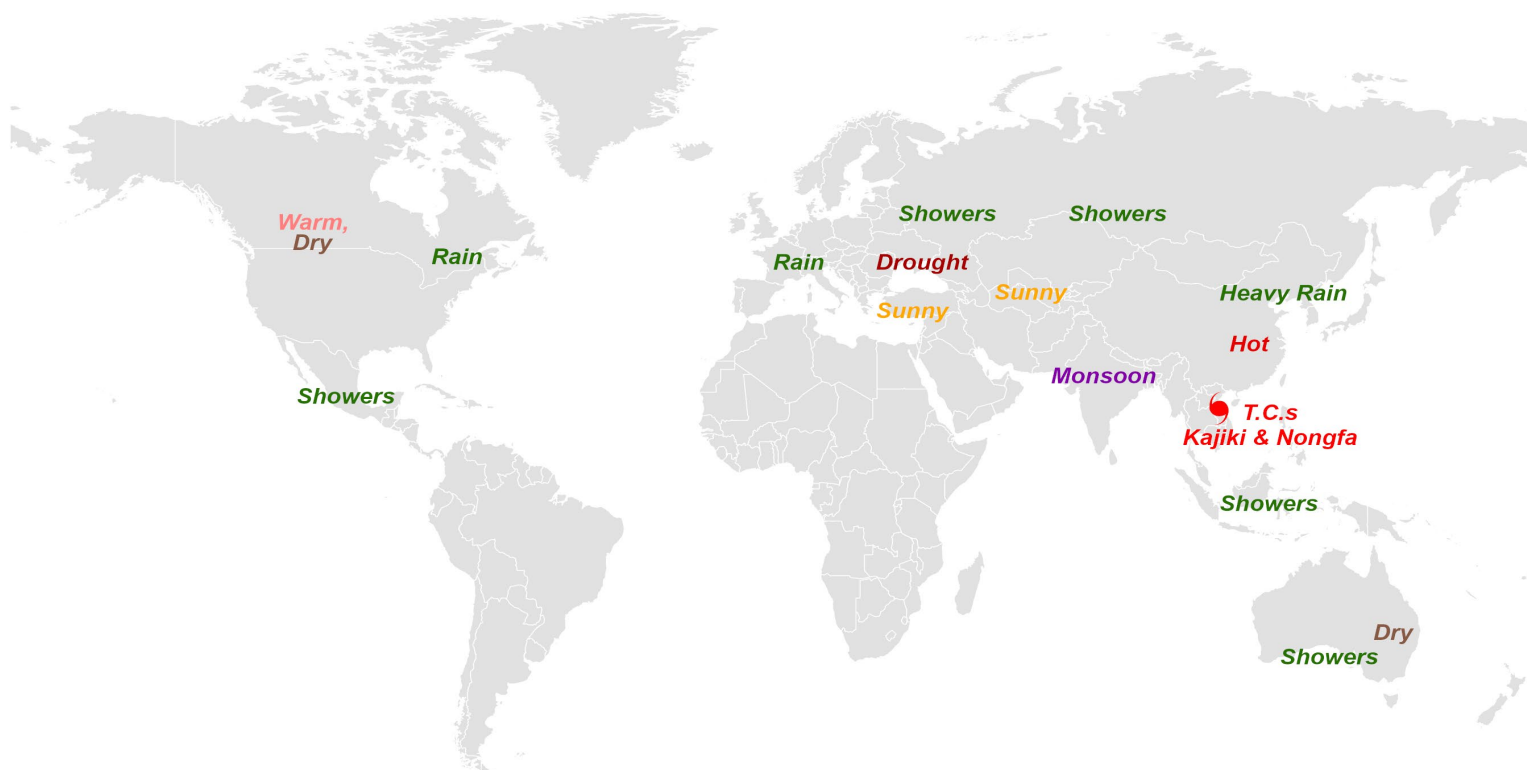 Showers
Showers
Warm,
Dry
Rain
Rain
Drought
Sunny
Heavy Rain
Sunny
Hot
Monsoon
Showers
T.C.s
Kajiki & Nongfa
Showers
Dry
Showers